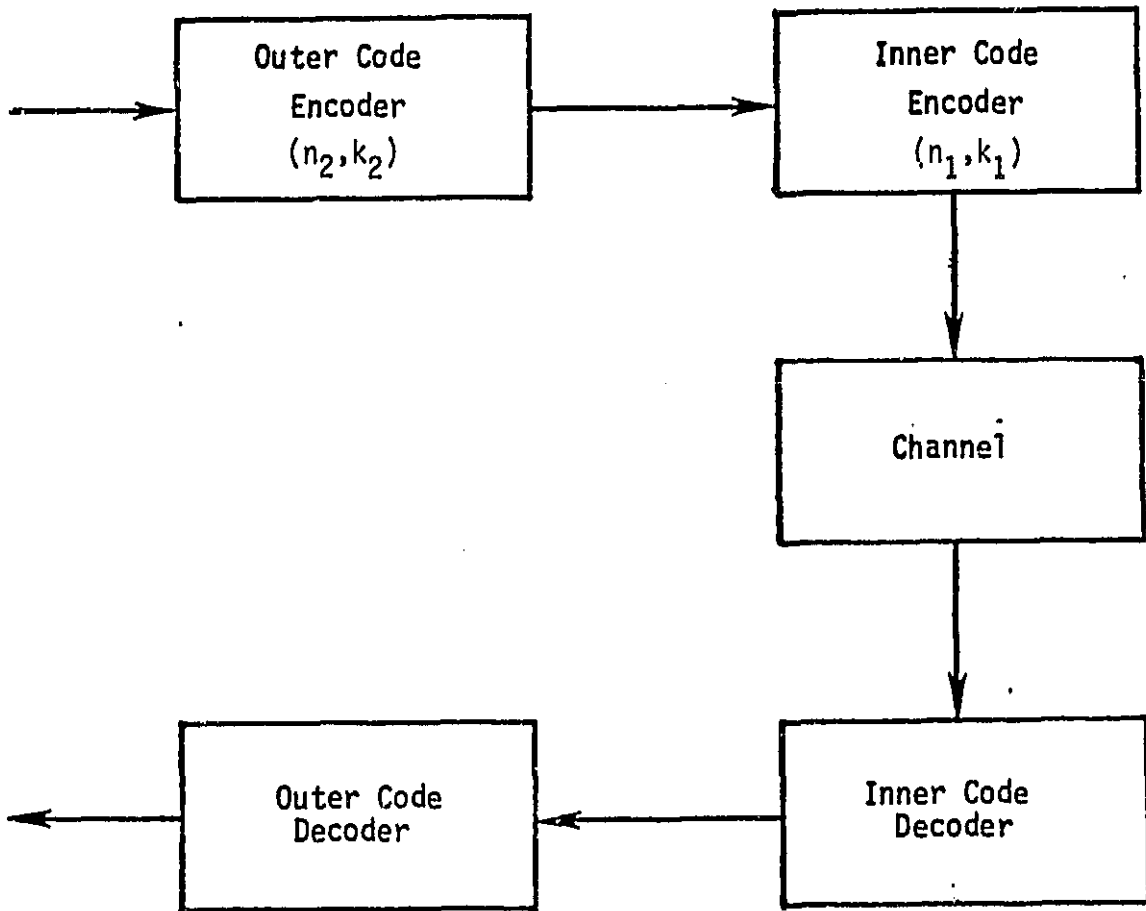 Outer Code
Encoder
(n₂,k₂)
Inner Code
Encoder
(n₁,k₁)
Channel
Outer Code
Decoder
Inner Code
Decoder